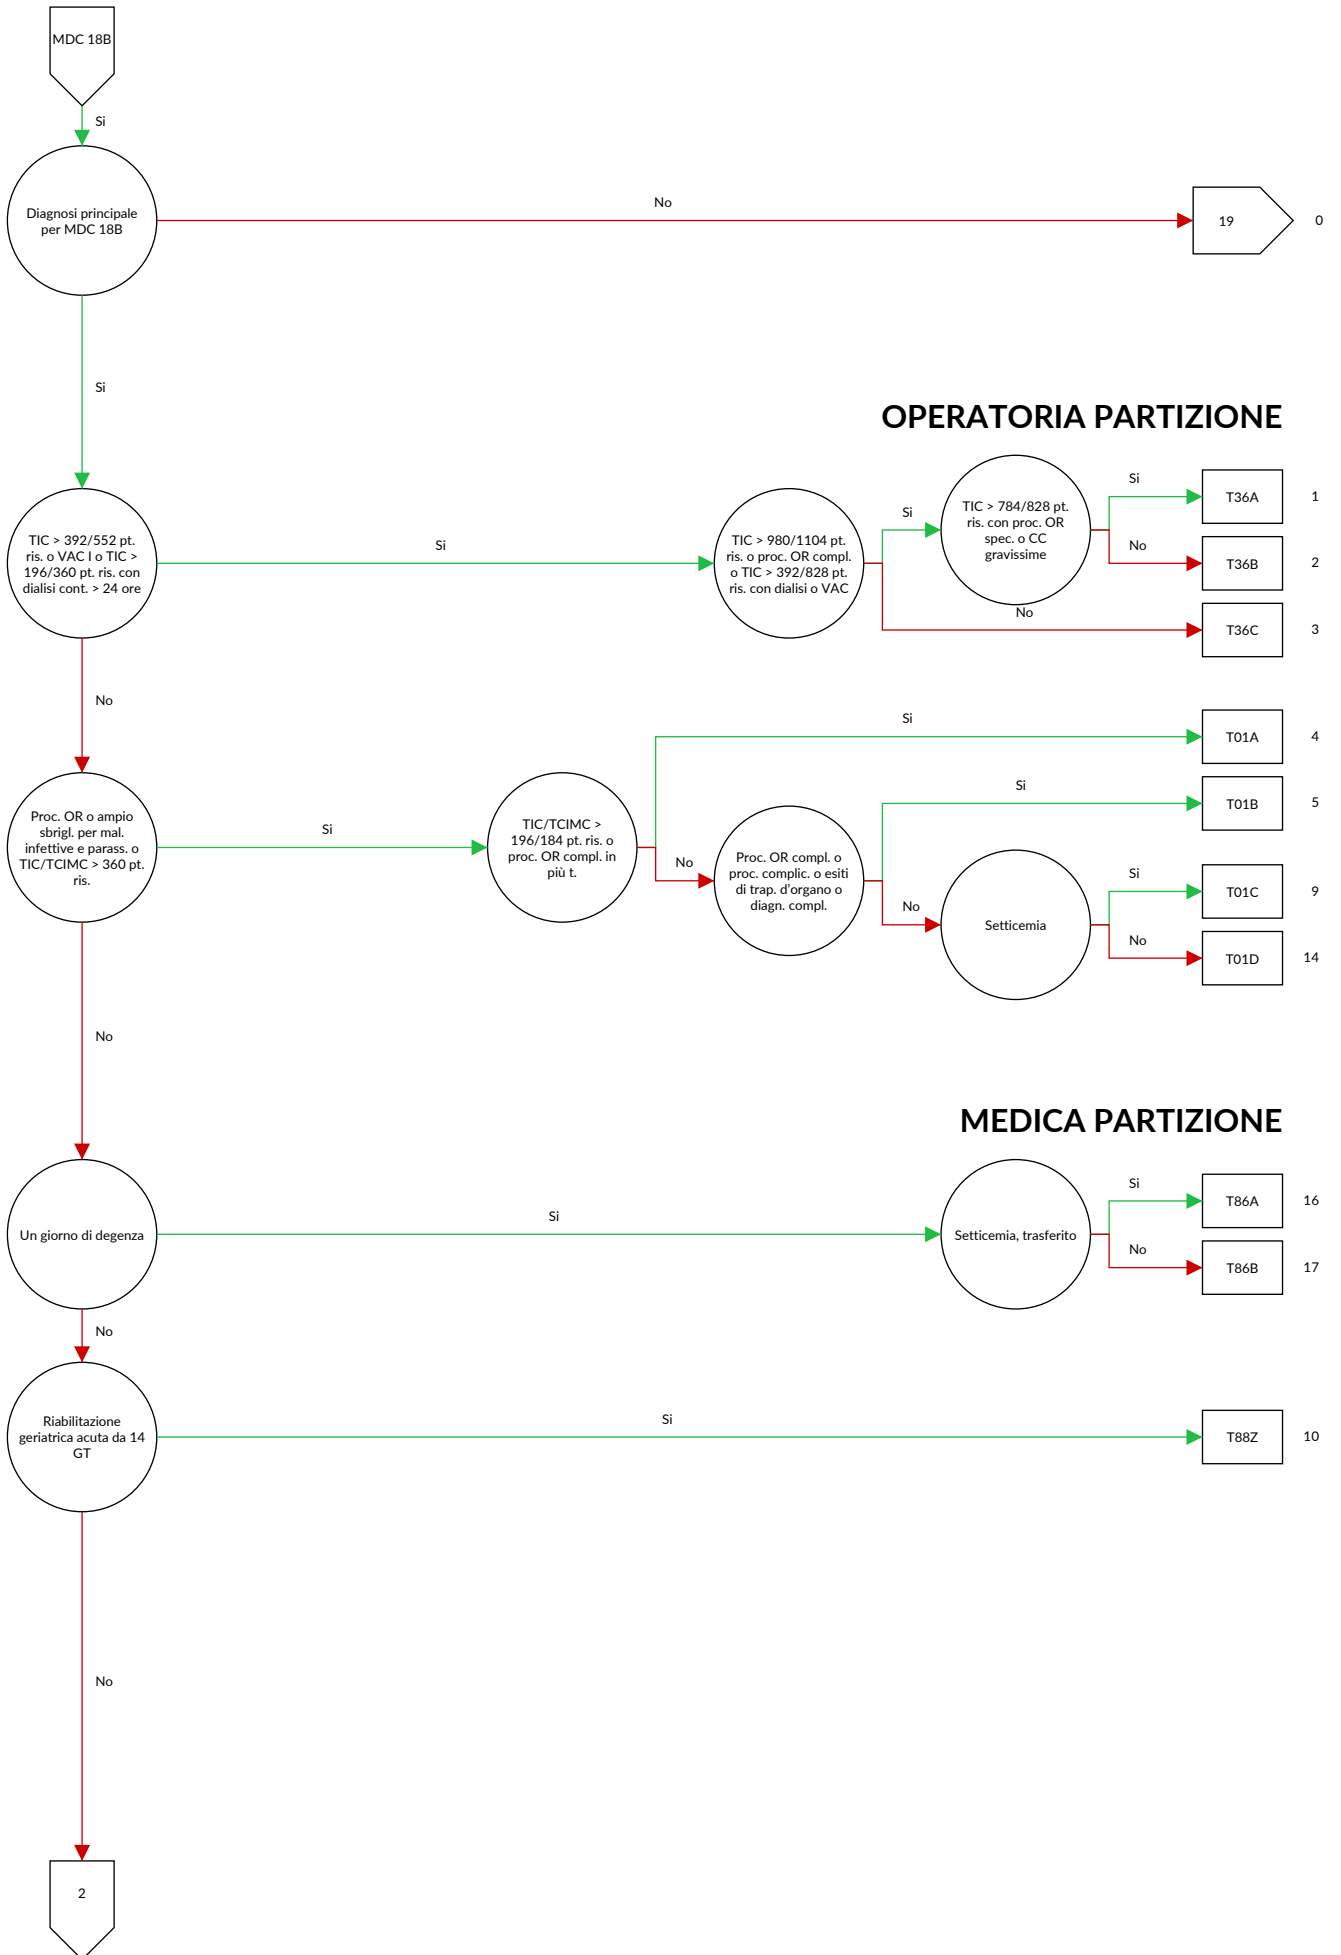 MDC 18B
Si
Diagnosi principale
per MDC 18B
No
19
0
Si
OPERATORIA PARTIZIONE
TIC > 392/552 pt.
ris. o VAC I o TIC >
196/360 pt. ris. con
dialisi cont. > 24 ore
Si
TIC > 980/1104 pt.
ris. o proc. OR compl.
o TIC > 392/828 pt.
ris. con dialisi o VAC
Si
TIC > 784/828 pt.
ris. con proc. OR
spec. o CC
gravissime
Si
T36A
1
No
T36B
2
No
T36C
3
No
Proc. OR o ampio
sbrigl. per mal.
infettive e parass. o
TIC/TCIMC > 360 pt.
ris.
Si
TIC/TCIMC >
196/184 pt. ris. o
proc. OR compl. in
più t.
Si
T01A
4
No
Proc. OR compl. o
proc. complic. o esiti
di trap. d'organo o
diagn. compl.
Si
T01B
5
No
Setticemia
Si
T01C
9
No
T01D
14
No
MEDICA PARTIZIONE
Un giorno di degenza
Si
Setticemia, trasferito
Si
T86A
16
No
T86B
17
No
Riabilitazione
geriatrica acuta da 14
GT
Si
T88Z
10
No
2